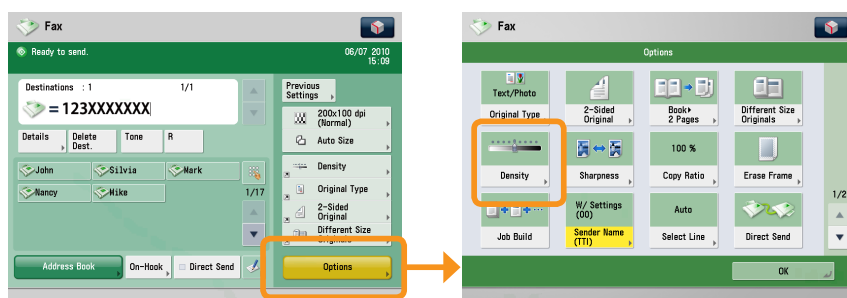 Fax
Ready to send.
06/07 2010
15:09
Destinations : 1
1/1
= 123XXXXXXX
Details
Delete
Dest.
Tone
R
John
Silvia
Mark
Nancy
Mike
1/17
Address Book
On-Hook
Direct Send
Previous
Settings
200x100 dpi
(Normal)
Auto Size
Density
Original Type
2-Sided
Original
Different Size
Originals
Options
Fax
Options
Text/Photo
Original Type
2-Sided
Original
Book▸
2 Pages
Different Size
Originals
Density
Sharpness
100 %
Copy Ratio
Erase Frame
Job Build
W/ Settings
(00)
Sender Name
(TTI)
Auto
Select Line
Direct Send
1/2
OK